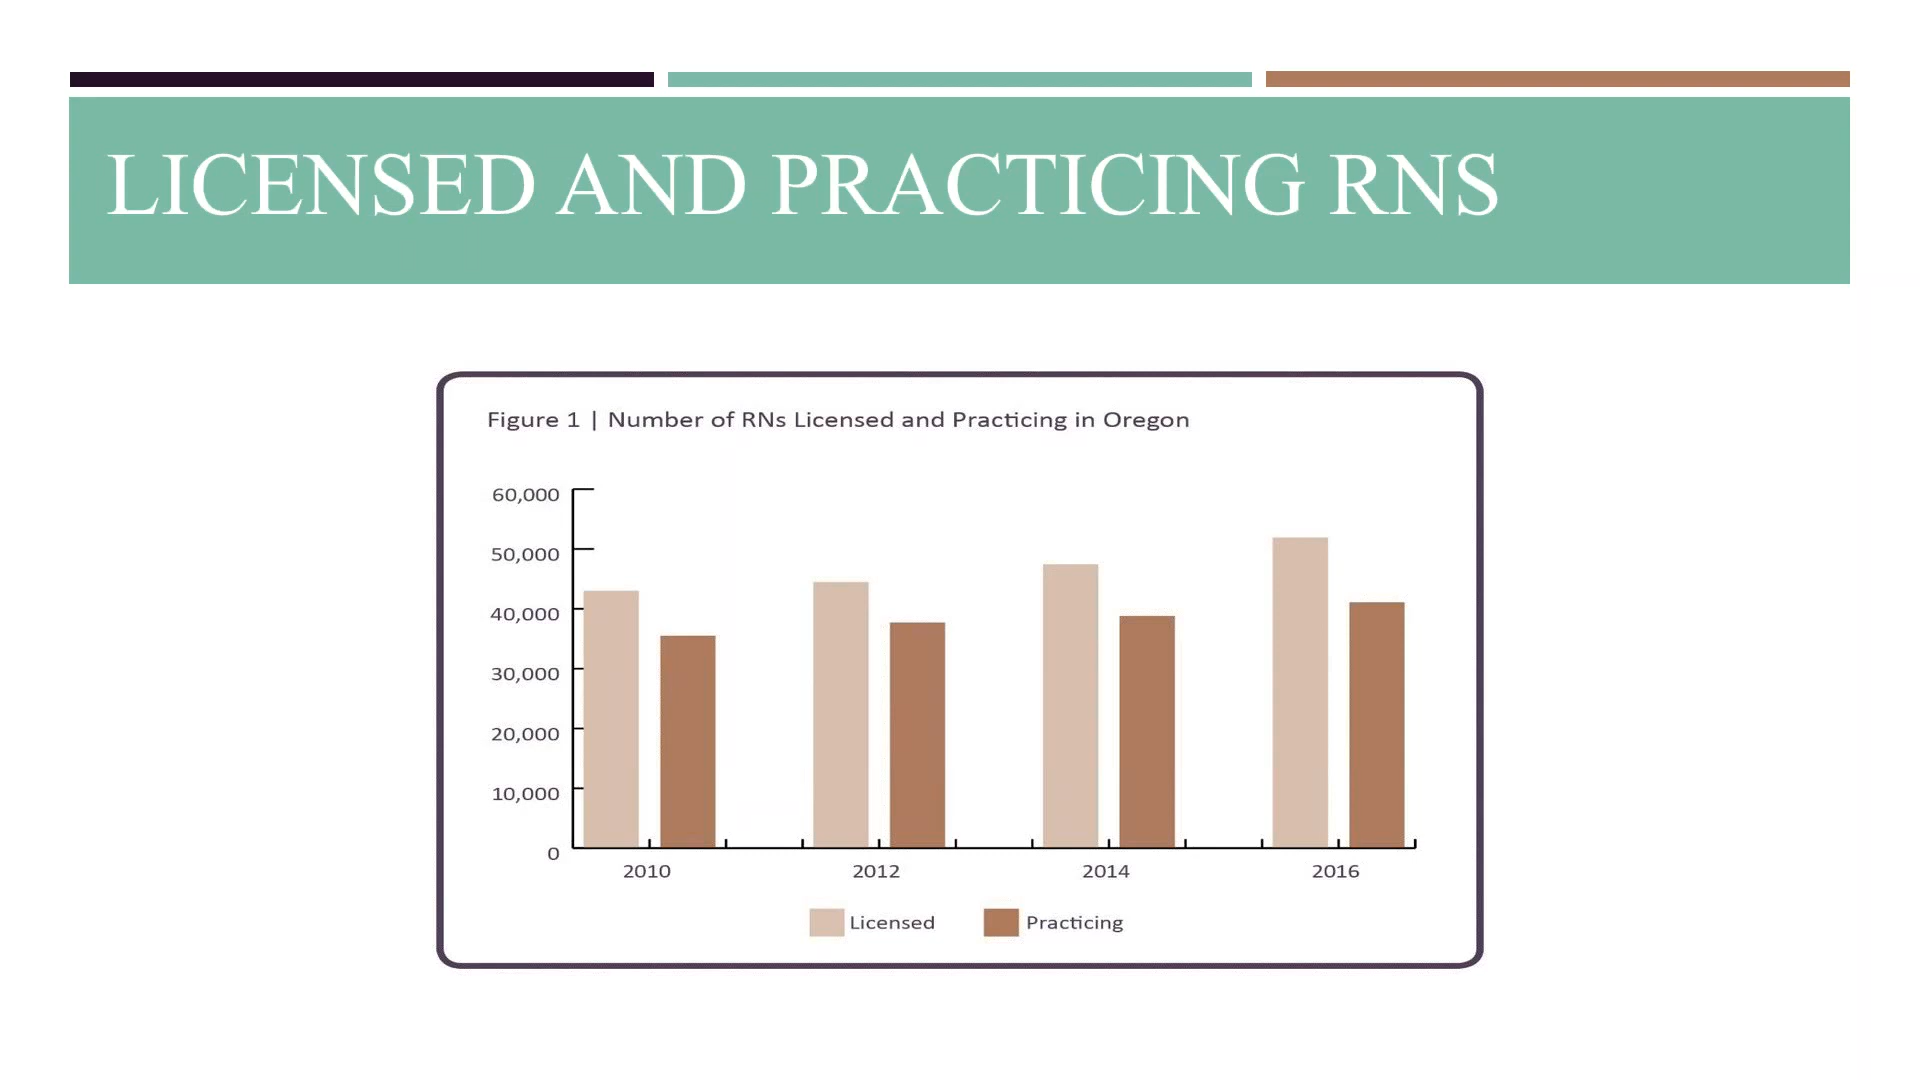 LICENSED AND PRACTICING RNS
Figure 1 | Number of RNs Licensed and Practicing in Oregon
60,000
50,000
40,000
30,000
20,000
10,000
0
2010 2012 2014 2016
Licensed Practicing